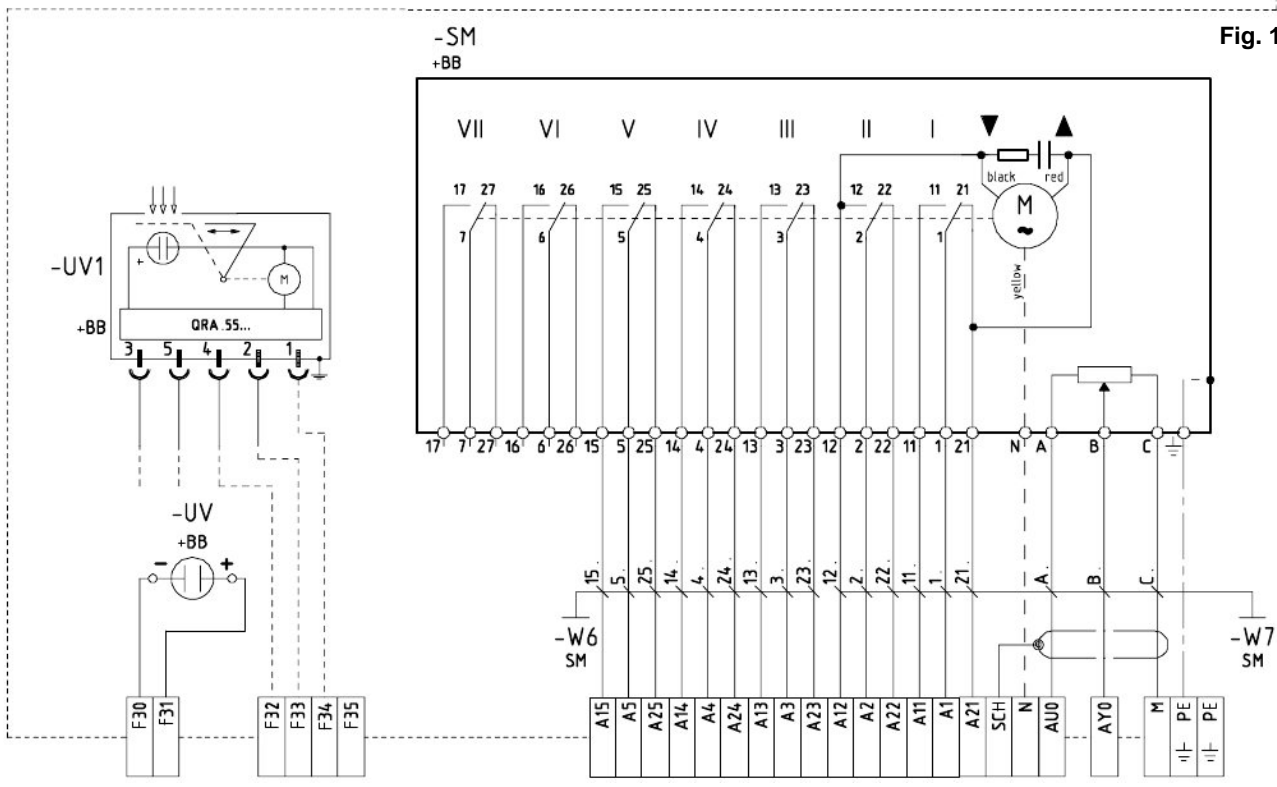 Fig. 1
-SM
+BB
VII VI V IV III II I
black red
17 27 16 26 15 25 14 24 13 23 12 22 11 21
M
7 6 5 4 3 2 1
yellow
-UV1
+
M
+BB
QRA.55...
3 5 4 2 1
17 7 27 16 6 26 15 5 25 14 4 24 13 3 23 12 2 22 11 1 21 N A B C
-UV
+BB
- +
15. 5. 25. 14. 4. 24. 13. 3. 23. 12. 2. 22. 11. 1. 21. A. B. C.
-W6
SM
-W7
SM
F30 F31 F32 F33 F34 F35
A15 A5 A25 A14 A4 A24 A13 A3 A23 A12 A2 A22 A11 A1 A21 SCH N AU0 AY0 M PE PE